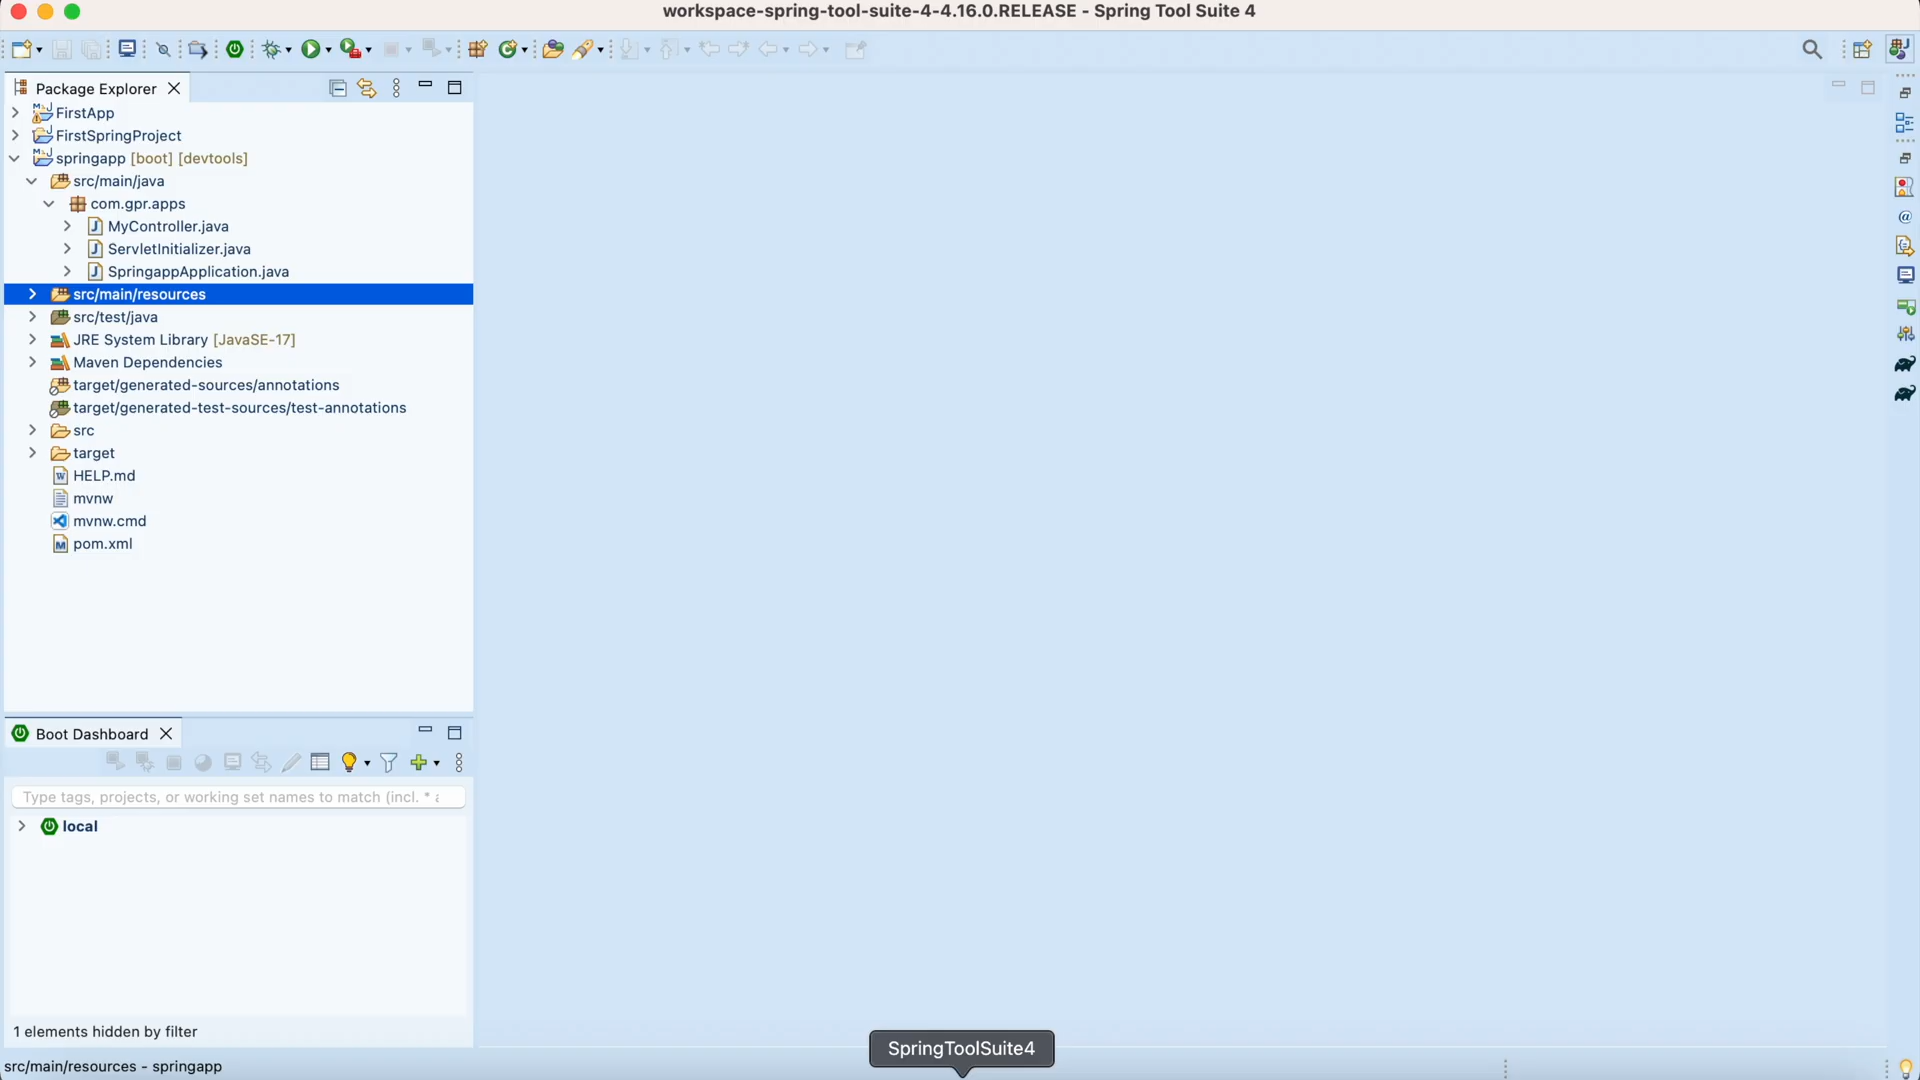 workspace-spring-tool-suite-4-4.16.0.RELEASE - Spring Tool Suite 4
Package Explorer
FirstApp
FirstSpringProject
springapp [boot] [devtools]
src/main/java
com.gpr.apps
MyController.java
ServletInitializer.java
SpringappApplication.java
src/main/resources
src/test/java
JRE System Library [JavaSE-17]
Maven Dependencies
target/generated-sources/annotations
target/generated-test-sources/test-annotations
src
target
HELP.md
mvnw
mvnw.cmd
pom.xml
Boot Dashboard
Type tags, projects, or working set names to match (incl. *
local
1 elements hidden by filter
SpringToolSuite4
src/main/resources - springapp